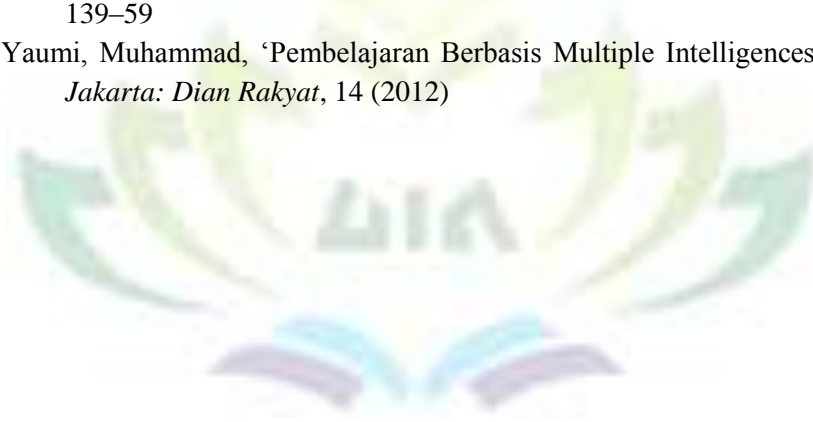 139–59
Yaumi, Muhammad, ‘Pembelajaran Berbasis Multiple Intelligences
Jakarta: Dian Rakyat, 14 (2012)